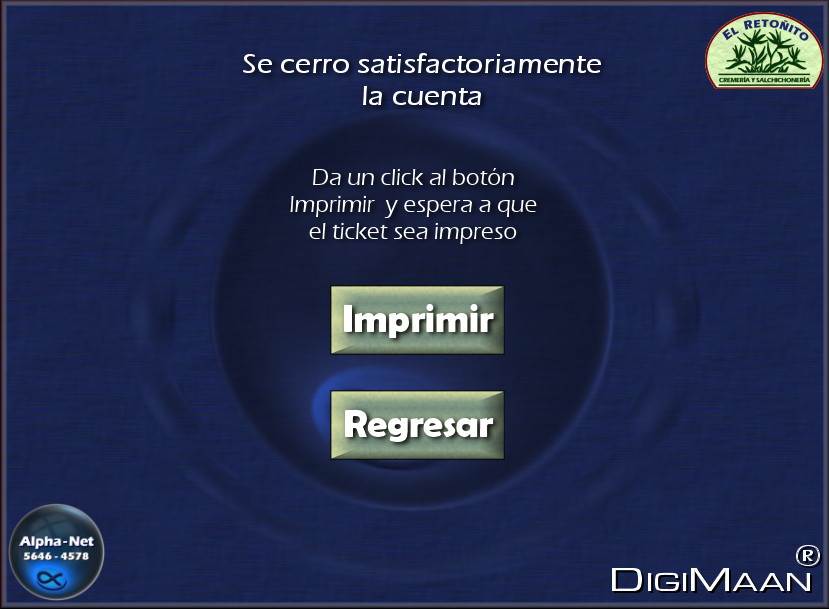 EL RETOÑITO
CREMERÍA Y SALCHICHONERÍA
Se cerro satisfactoriamente
la cuenta
Da un click al botón
Imprimir y espera a que
el ticket sea impreso
Imprimir
Regresar
Alpha-Net
5646 - 4578
DIGIMAAN ®